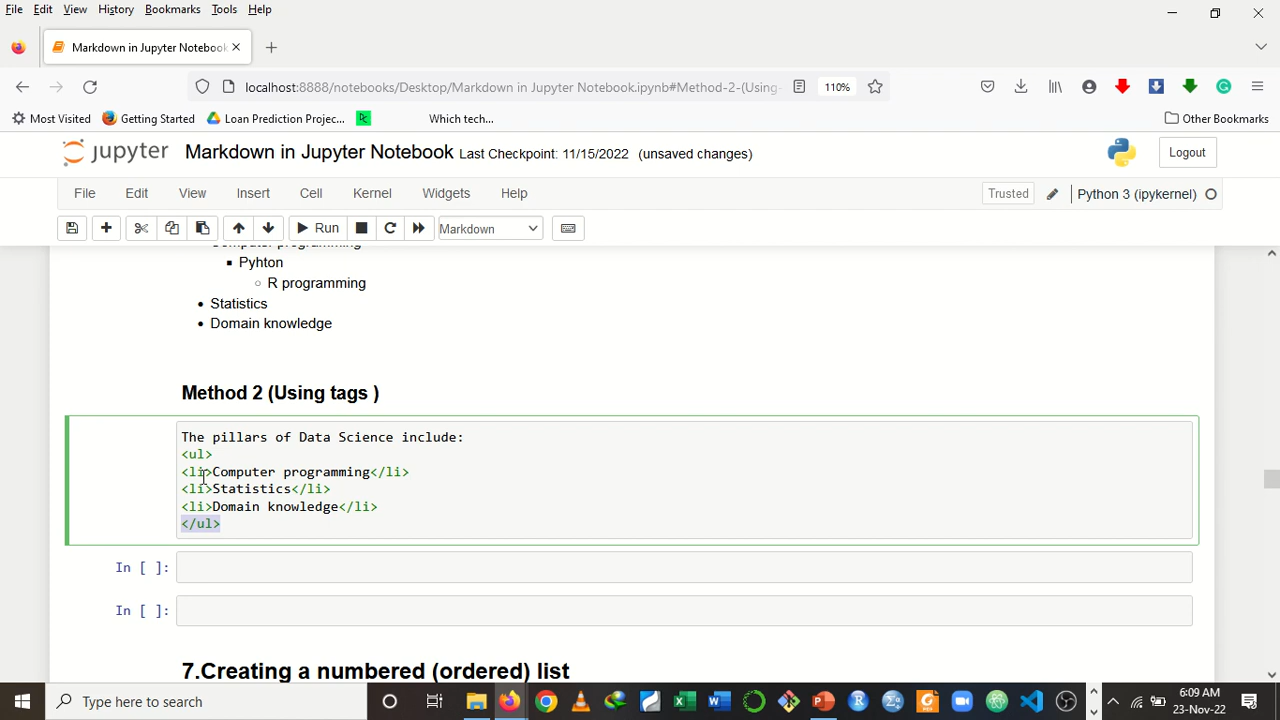 File Edit View History Bookmarks Tools Help
Markdown in Jupyter Notebook
localhost:8888/notebooks/Desktop/Markdown in Jupyter Notebook.ipynb#Method-2-(Using-
110%
Most Visited Getting Started Loan Prediction Projec... Which tech... Other Bookmarks
jupyter Markdown in Jupyter Notebook Last Checkpoint: 11/15/2022 (unsaved changes) Logout
File Edit View Insert Cell Kernel Widgets Help Trusted Python 3 (ipykernel)
Run Markdown
Computer programming
Pyhton
R programming
Statistics
Domain knowledge
Method 2 (Using tags )
The pillars of Data Science include:
<ul>
<li>Computer programming</li>
<li>Statistics</li>
<li>Domain knowledge</li>
</ul>
In [ ]:
In [ ]:
7.Creating a numbered (ordered) list
Type here to search
6:09 AM
23-Nov-22